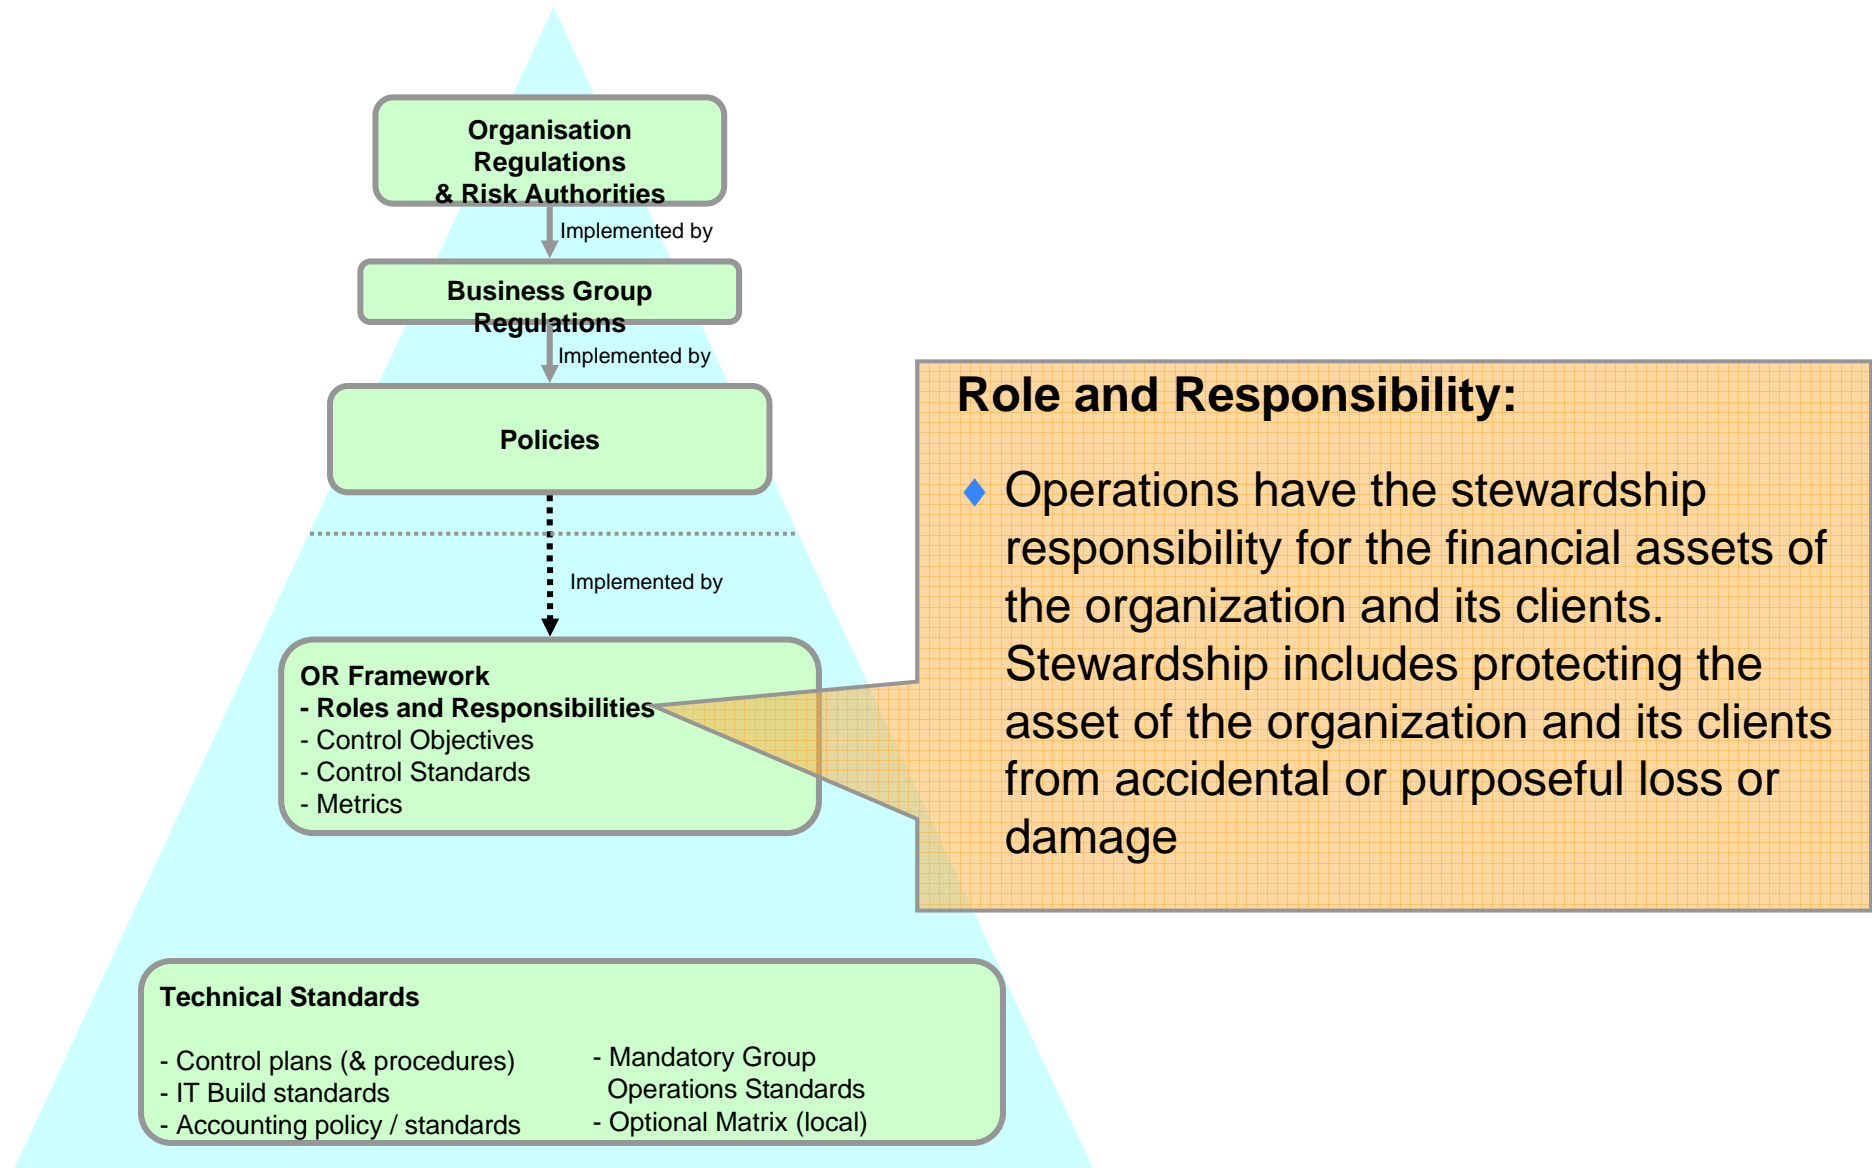 Organisation
Regulations
& Risk Authorities
Implemented by
Business Group
Regulations
Implemented by
Policies
Implemented by
OR Framework
- Roles and Responsibilities
- Control Objectives
- Control Standards
- Metrics
Role and Responsibility:
Operations have the stewardship
responsibility for the financial assets of
the organization and its clients.
Stewardship includes protecting the
asset of the organization and its clients
from accidental or purposeful loss or
damage
Technical Standards
- Control plans (& procedures)
- IT Build standards
- Accounting policy / standards
- Mandatory Group
Operations Standards
- Optional Matrix (local)